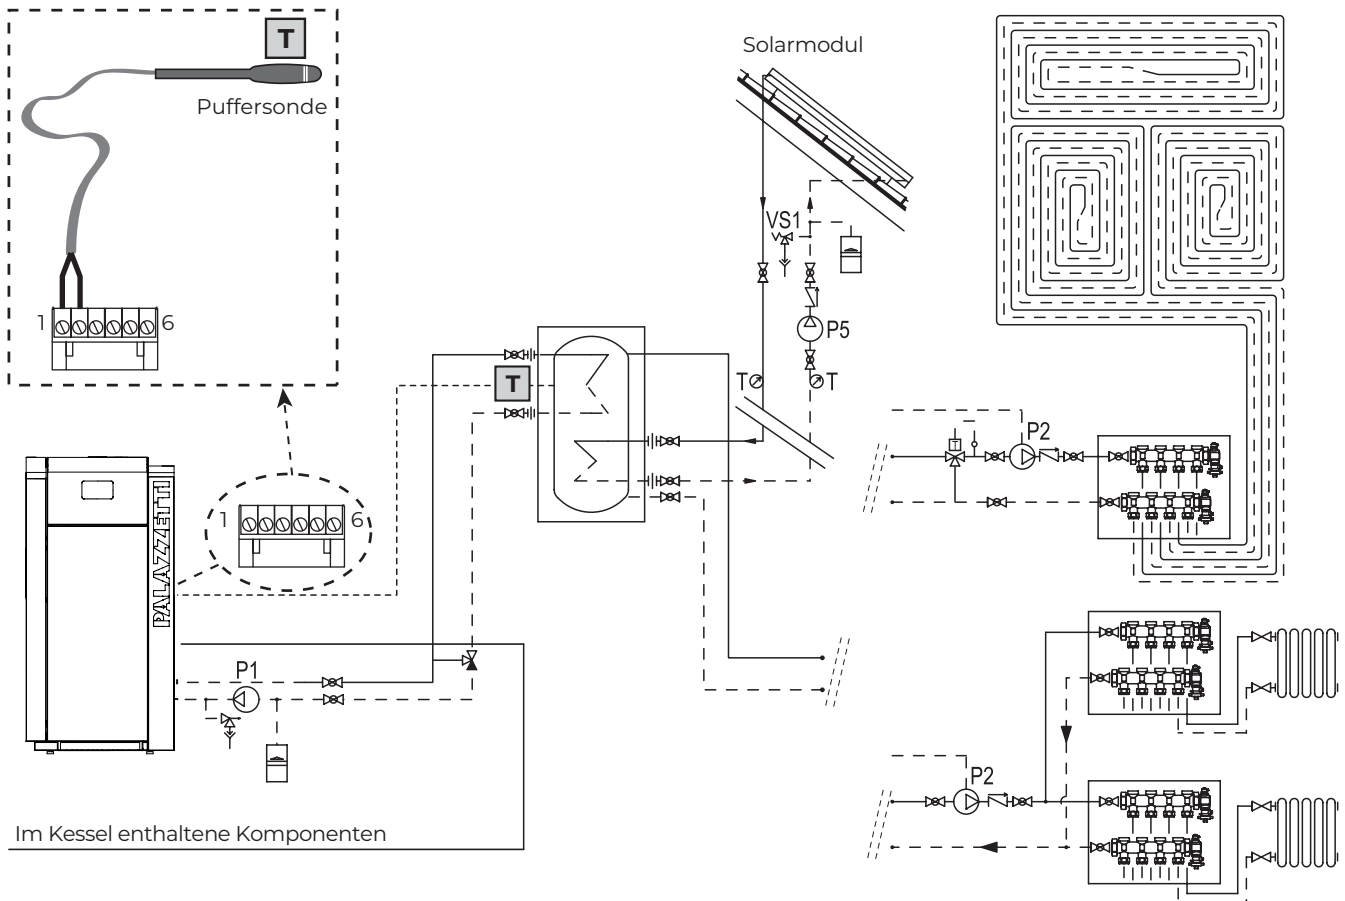 T
Puffersonde
1 6
Solarmodul
VS1
P5
T T
T
P2
T
1 6
PALAZZETTI
P1
P2
Im Kessel enthaltene Komponenten